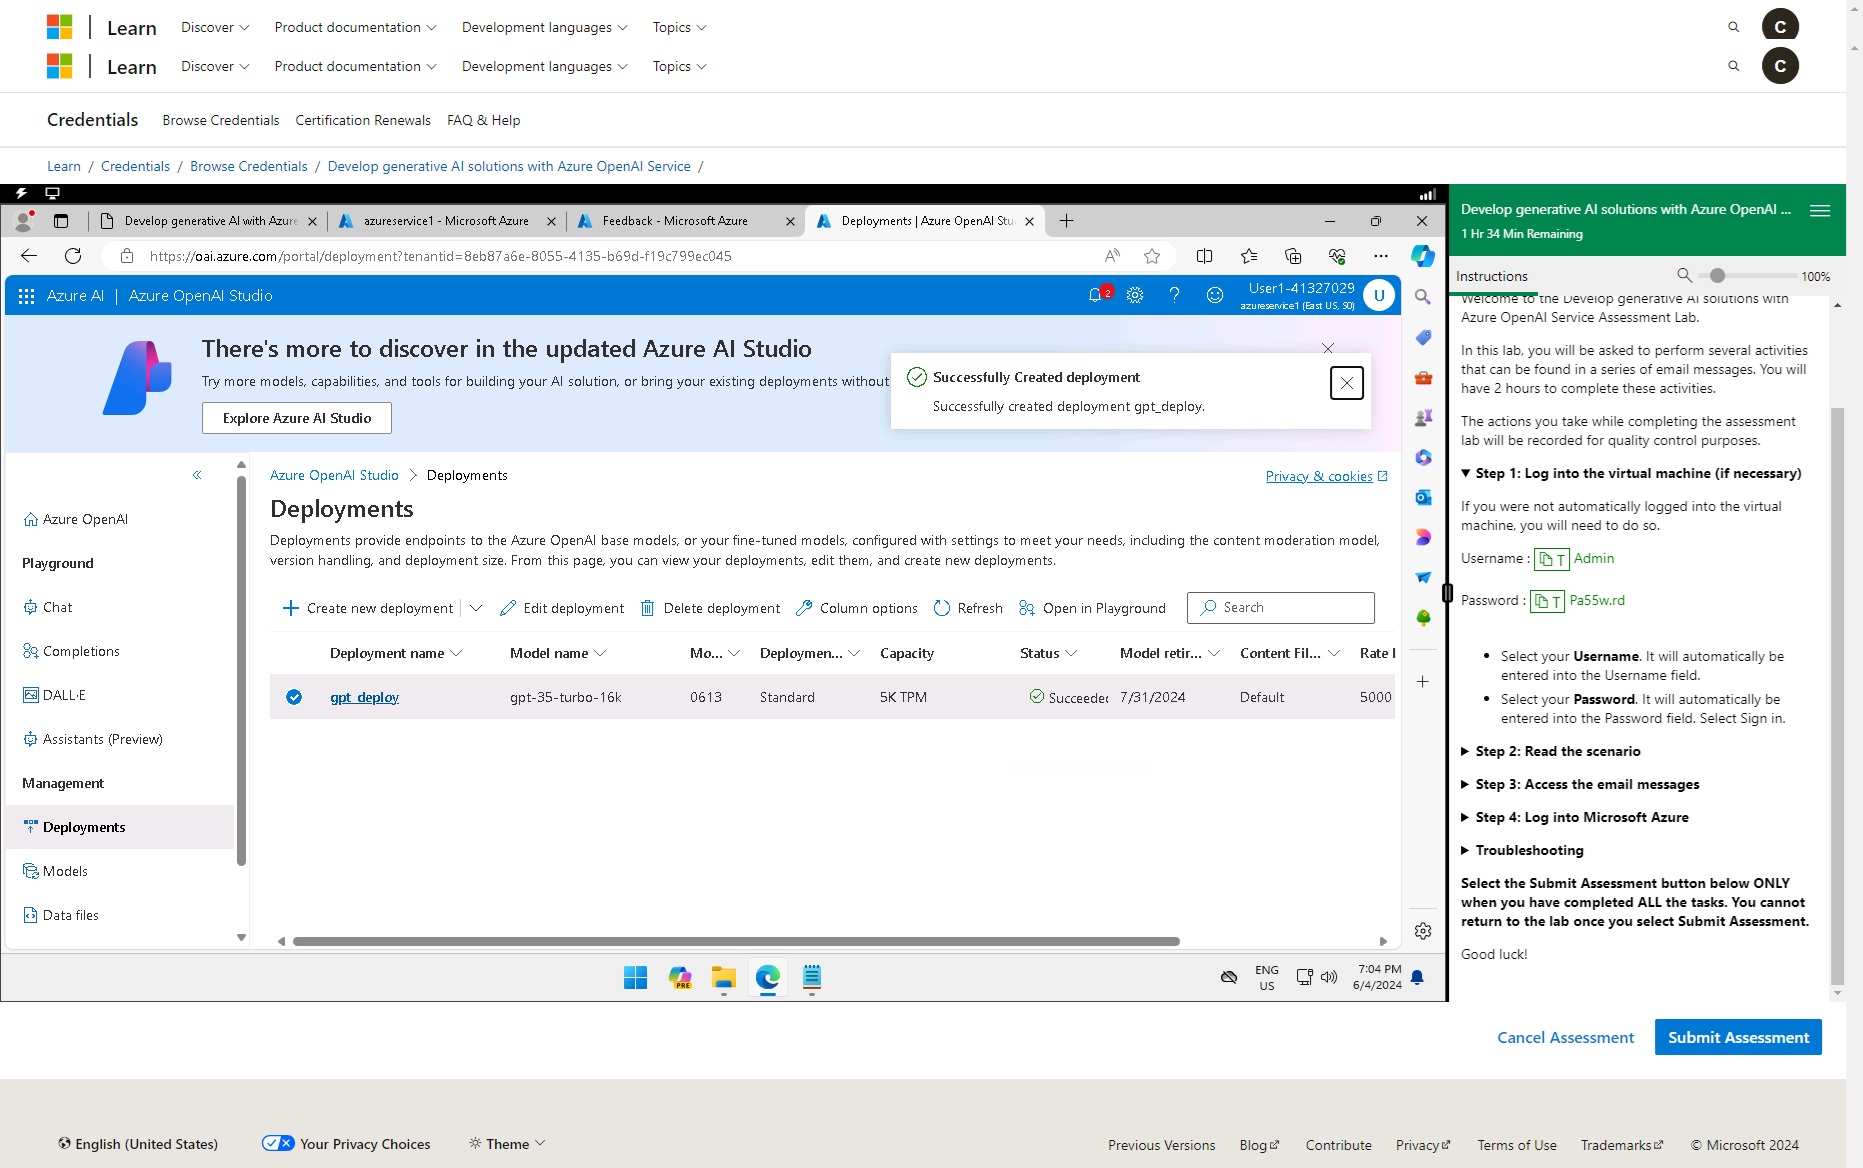 Learn Discover Product documentation Development languages Topics C
Learn Discover Product documentation Development languages Topics C
Credentials Browse Credentials Certification Renewals FAQ & Help
Learn / Credentials / Browse Credentials / Develop generative AI solutions with Azure OpenAI Service /
Develop generative AI with Azure
azureservice1 - Microsoft Azure
Feedback - Microsoft Azure
Deployments | Azure OpenAI Stu
https://oai.azure.com/portal/deployment?tenantid=8eb87a6e-8055-4135-b69d-f19c799ec045
Azure AI | Azure OpenAI Studio
2
User1-41327029
azureservice1 (East US, S0)
U
There's more to discover in the updated Azure AI Studio
Try more models, capabilities, and tools for building your AI solution, or bring your existing deployments without
Explore Azure AI Studio
Successfully Created deployment
Successfully created deployment gpt_deploy.
Azure OpenAI
Playground
Chat
Completions
DALL·E
Assistants (Preview)
Management
Deployments
Models
Data files
Azure OpenAI Studio > Deployments
Privacy & cookies
Deployments
Deployments provide endpoints to the Azure OpenAI base models, or your fine-tuned models, configured with settings to meet your needs, including the content moderation model,
version handling, and deployment size. From this page, you can view your deployments, edit them, and create new deployments.
Create new deployment Edit deployment Delete deployment Column options Refresh Open in Playground Search
Deployment name Model name Mo... Deploymen... Capacity Status Model retir... Content Fil... Rate l
gpt_deploy gpt-35-turbo-16k 0613 Standard 5K TPM Succeeded 7/31/2024 Default 5000
PRE
ENG
US
7:04 PM
6/4/2024
Develop generative AI solutions with Azure OpenAI ...
1 Hr 34 Min Remaining
Instructions
100%
Welcome to the Develop generative AI solutions with
Azure OpenAI Service Assessment Lab.
In this lab, you will be asked to perform several activities
that can be found in a series of email messages. You will
have 2 hours to complete these activities.
The actions you take while completing the assessment
lab will be recorded for quality control purposes.
Step 1: Log into the virtual machine (if necessary)
If you were not automatically logged into the virtual
machine, you will need to do so.
Username : T Admin
Password : T Pa55w.rd
• Select your Username. It will automatically be
entered into the Username field.
• Select your Password. It will automatically be
entered into the Password field. Select Sign in.
Step 2: Read the scenario
Step 3: Access the email messages
Step 4: Log into Microsoft Azure
Troubleshooting
Select the Submit Assessment button below ONLY
when you have completed ALL the tasks. You cannot
return to the lab once you select Submit Assessment.
Good luck!
Cancel Assessment Submit Assessment
English (United States) Your Privacy Choices Theme
Previous Versions Blog Contribute Privacy Terms of Use Trademarks © Microsoft 2024